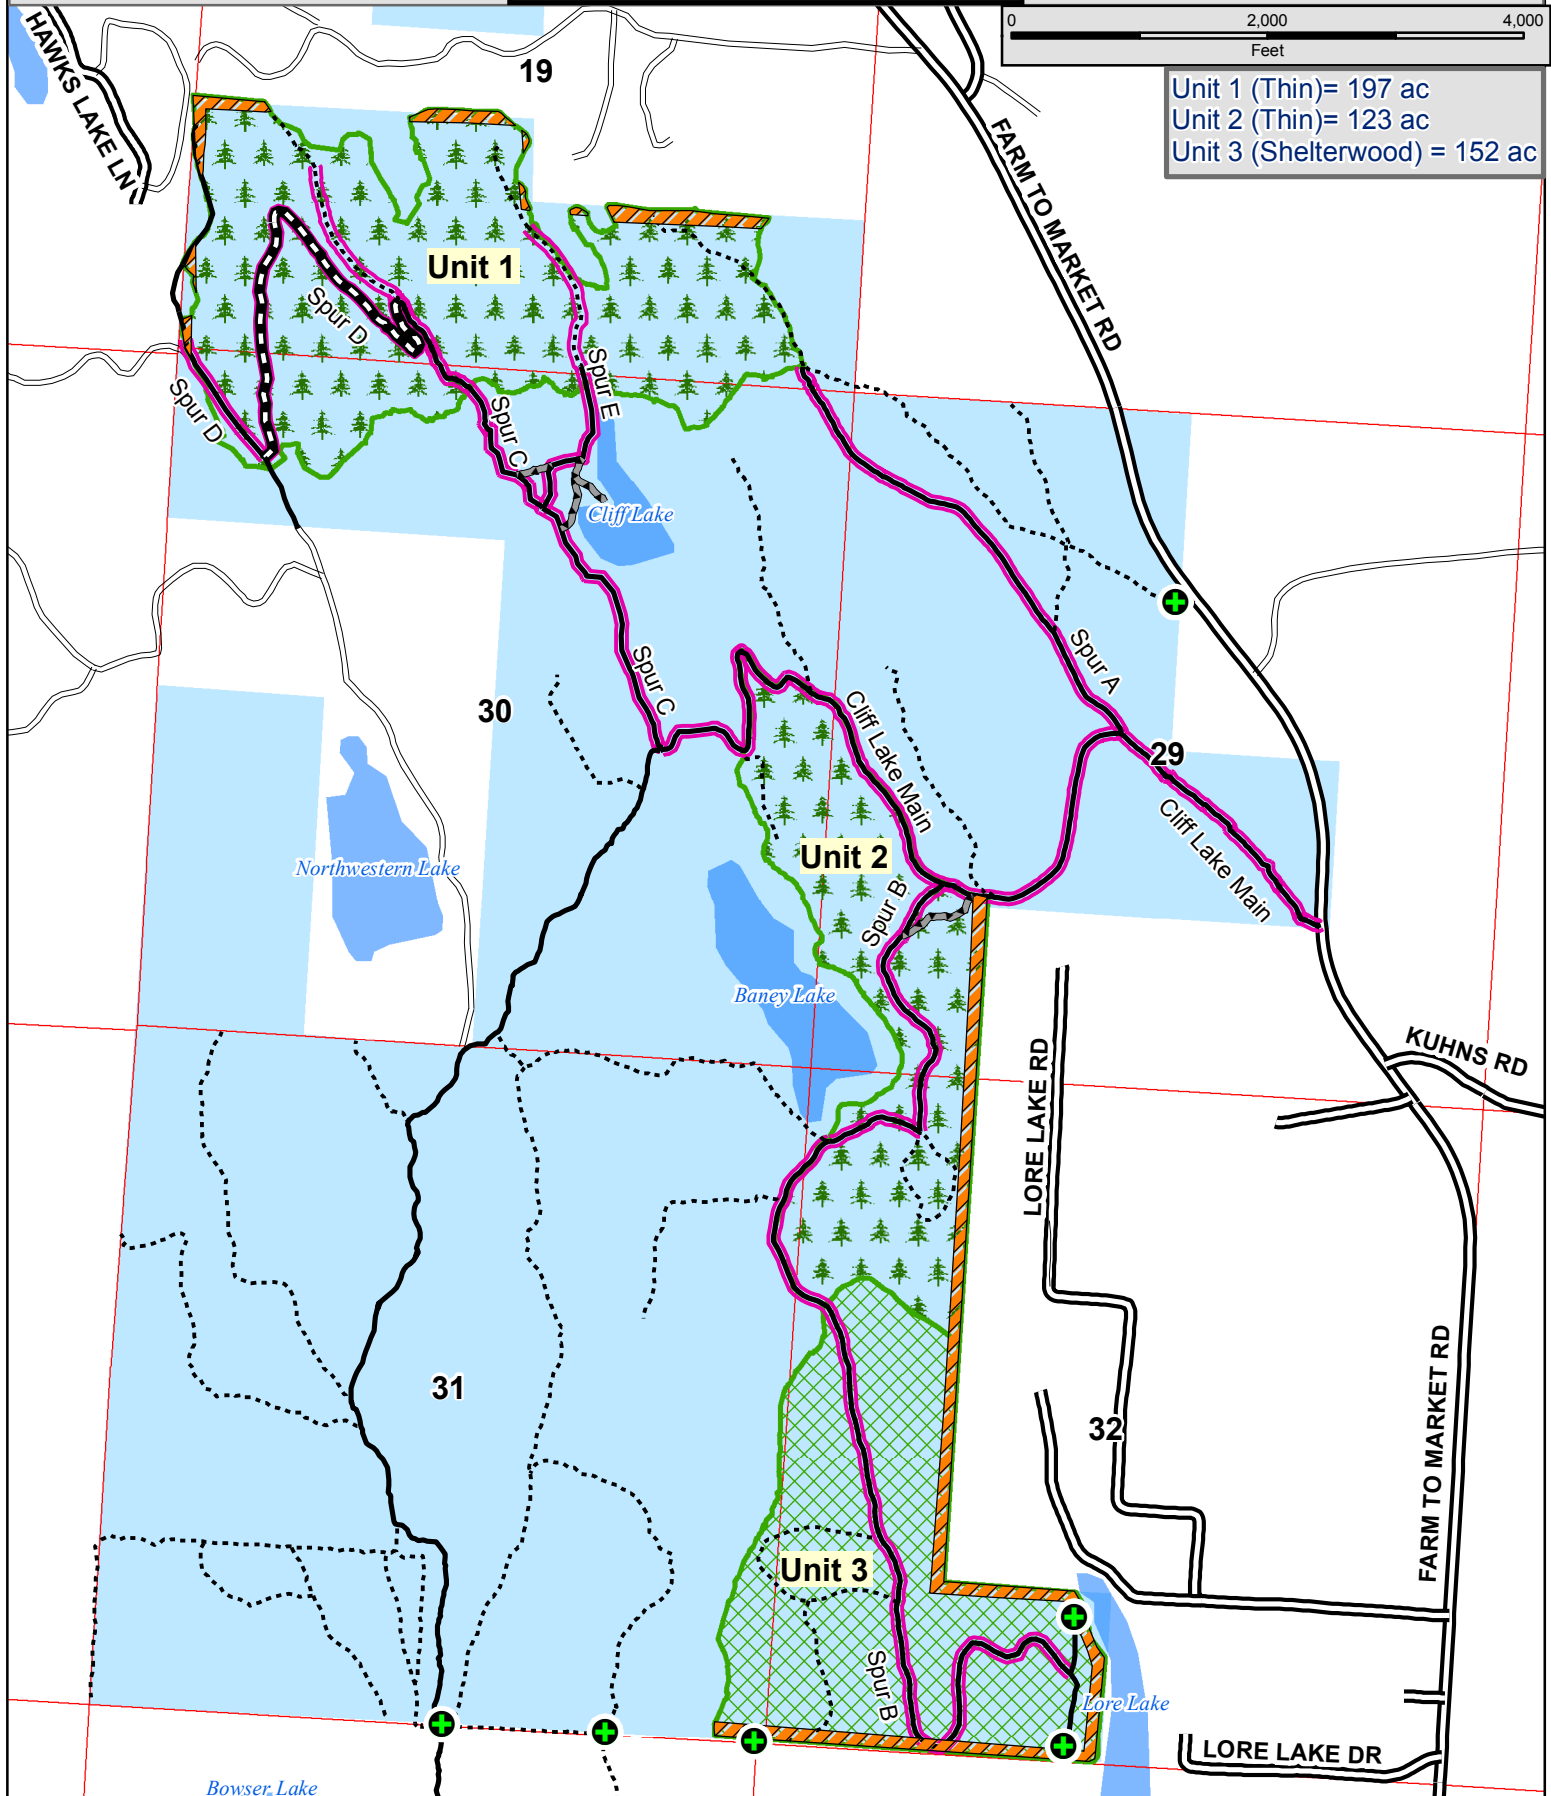 0 2,000 4,000
Feet
Unit 1 (Thin)= 197 ac
Unit 2 (Thin)= 123 ac
Unit 3 (Shelterwood) = 152 ac
HAWKS LAKE LN
19
FARM TO MARKET RD
Unit 1
Spur D
Spur E
Spur D
Spur C
Cliff Lake
Spur A
Spur C
30
Cliff Lake Main
29
Cliff Lake Main
Unit 2
Northwestern Lake
Spur B
Baney Lake
KUHNS RD
LORE LAKE RD
31
32
FARM TO MARKET RD
Unit 3
Spur B
Lore Lake
LORE LAKE DR
Bowser Lake